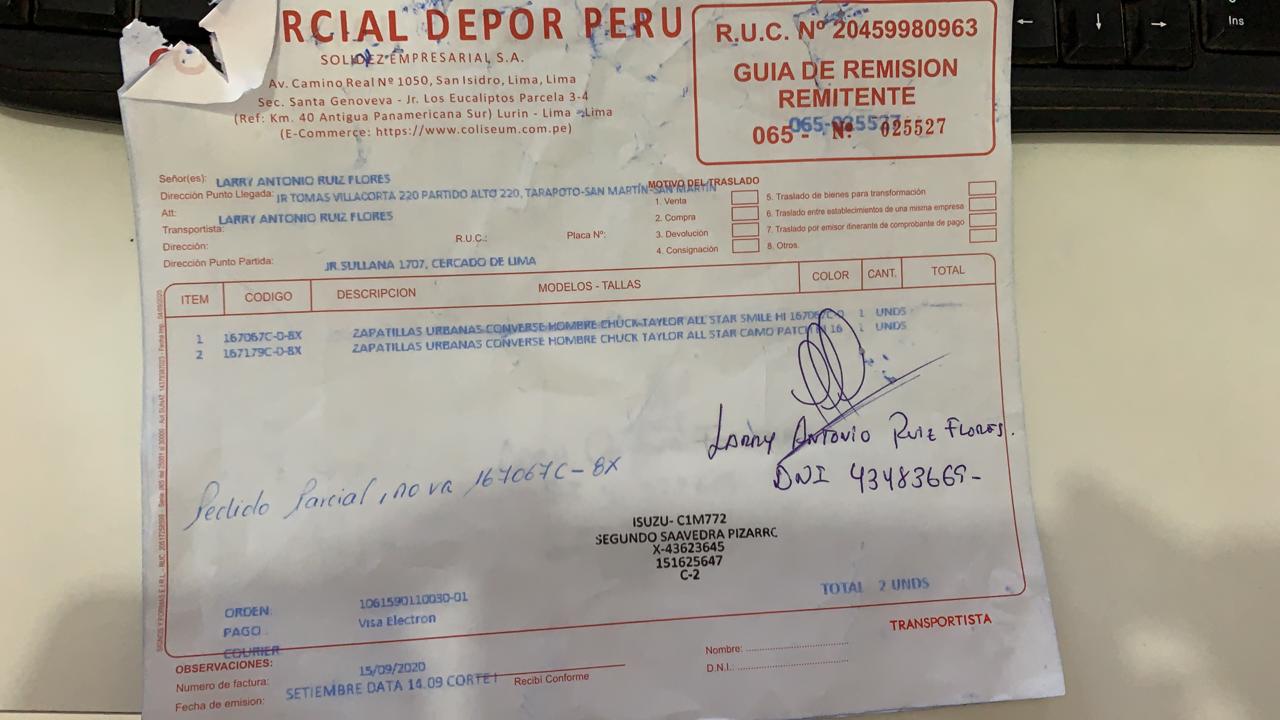 RCIAL DEPOR PERU
SOLIDEZ EMPRESARIAL S.A.
Av. Camino Real Nº 1050, San Isidro, Lima, Lima
Sec. Santa Genoveva - Jr. Los Eucaliptos Parcela 3-4
(Ref: Km. 40 Antigua Panamericana Sur) Lurin - Lima - Lima
(E-Commerce: https://www.coliseum.com.pe)
R.U.C. Nº 20459980963
GUIA DE REMISION
REMITENTE
065 - Nº 025527
065-025527
Señor(es): LARRY ANTONIO RUIZ FLORES
Dirección Punto Llegada: JR TOMAS VILLACORTA 220 PARTIDO ALTO 220, TARAPOTO-SAN MARTÍN-SAN MARTIN
Att: LARRY ANTONIO RUIZ FLORES
Transportista:
Dirección: R.U.C.: Placa Nº:
Dirección Punto Partida: JR.SULLANA 1707, CERCADO DE LIMA
MOTIVO DEL TRASLADO
1. Venta
2. Compra
3. Devolución
4. Consignación
5. Traslado de bienes para transformación
6. Traslado entre establecimientos de una misma empresa
7. Traslado por emisor itinerante de comprobante de pago
8. Otros.
ITEM CODIGO DESCRIPCION MODELOS - TALLAS COLOR CANT. TOTAL
1 167067C-0-8X ZAPATILLAS URBANAS CONVERSE HOMBRE CHUCK TAYLOR ALL STAR SMILE HI 167067C 1 UNDS
2 167179C-0-8X ZAPATILLAS URBANAS CONVERSE HOMBRE CHUCK TAYLOR ALL STAR CAMO 16 1 UNDS
Larry Antonio Ruiz Flores.
DNI 43483669-
Pedido Parcial, no va 167067C-8X
ISUZU- C1M772
SEGUNDO SAAVEDRA PIZARRO
X-43623645
151625647
C-2
TOTAL 2 UNDS
ORDEN: 1061590110030-01
PAGO: Visa Electron
COURIER
TRANSPORTISTA
OBSERVACIONES:
Numero de factura: 15/09/2020
Fecha de emision: SETIEMBRE DATA 14.09 CORTE I
Recibi Conforme
Nombre:
D.N.I.:
Ins